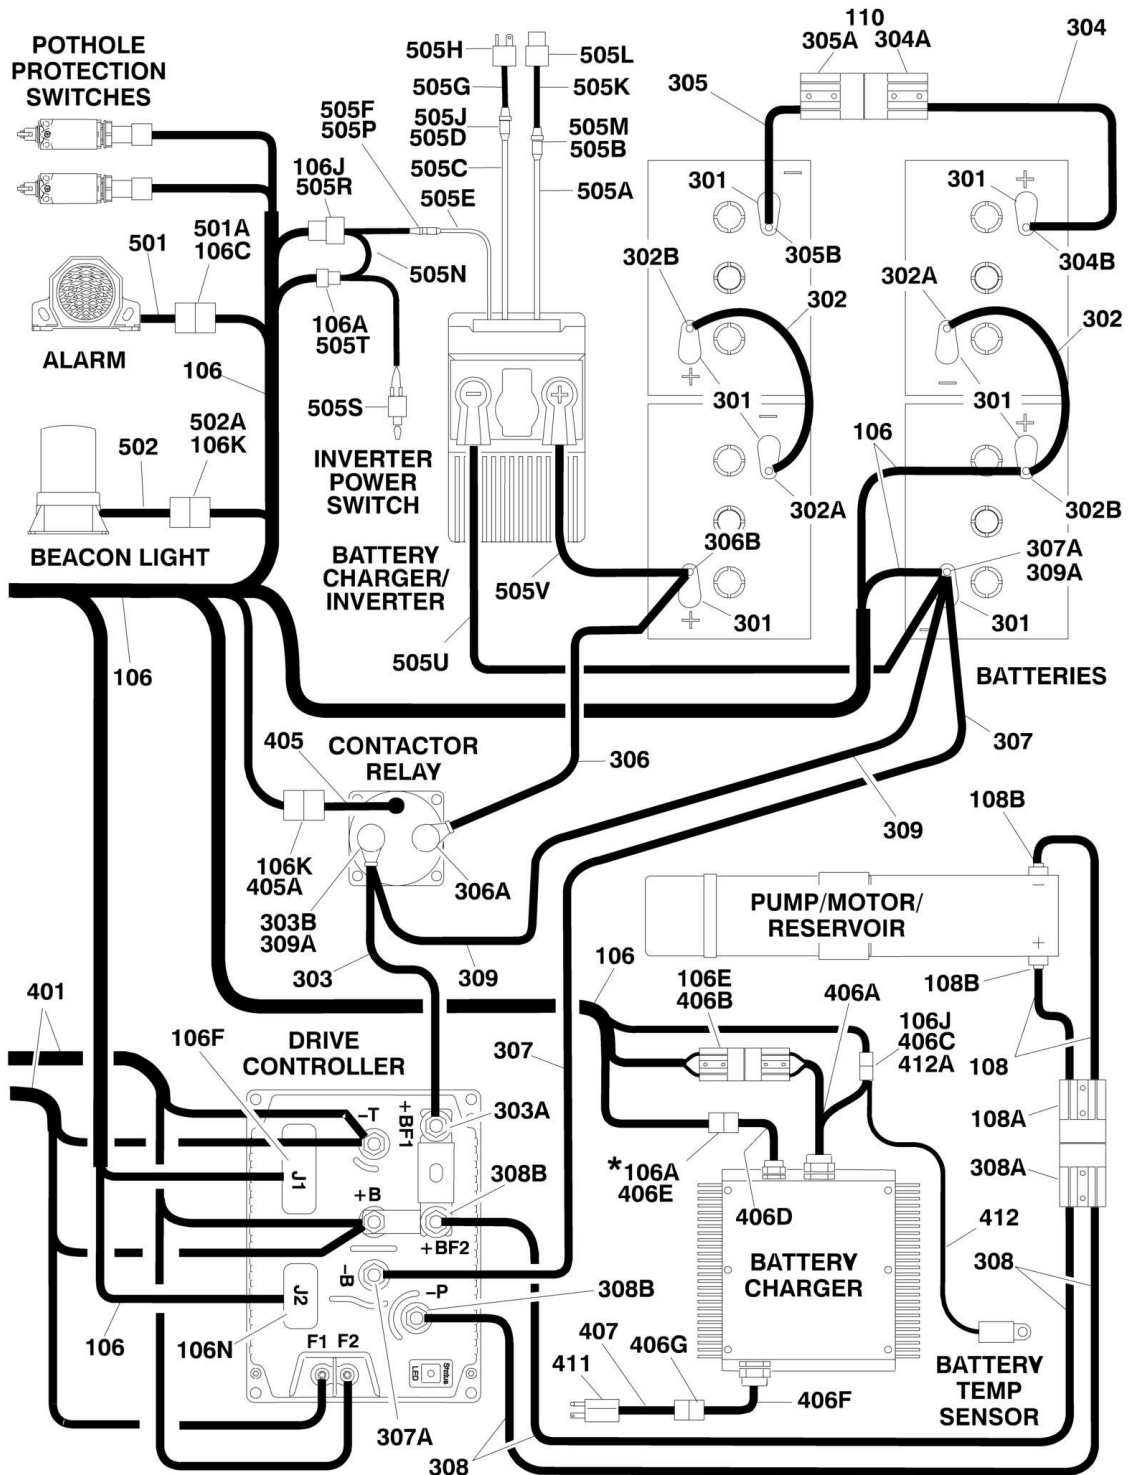 POTHOLE
PROTECTION
SWITCHES
505H
505L
505G
505K
505F
505P
505J
505D
505M
505B
106J
505R
505C
505E
505A
110
305A
304A
304
305
301
−
301
+
501
501A
106C
505N
302B
305B
302A
304B
302
302
ALARM
106A
505T
106
+
−
301
−
301
+
505S
502
502A
106K
INVERTER
POWER
SWITCH
−
+
106
302A
302B
BEACON LIGHT
BATTERY
CHARGER/
INVERTER
505V
306B
307A
309A
301
+
301
−
505U
106
BATTERIES
405
CONTACTOR
RELAY
306
307
309
108B
106K
405A
306A
303B
309A
303
309
PUMP/MOTOR/
RESERVOIR
−
+
108B
106
401
106F
DRIVE
CONTROLLER
307
106E
406B
406A
106J
406C
412A
108
−T
+BF1
303A
108A
J1
*106A
406E
308A
+B
308B
+BF2
406D
412
BATTERY
CHARGER
308
−B
−P
308B
J2
106
106N
F1 F2
Status
LED
407
406G
411
406F
BATTERY
TEMP
SENSOR
307A
308